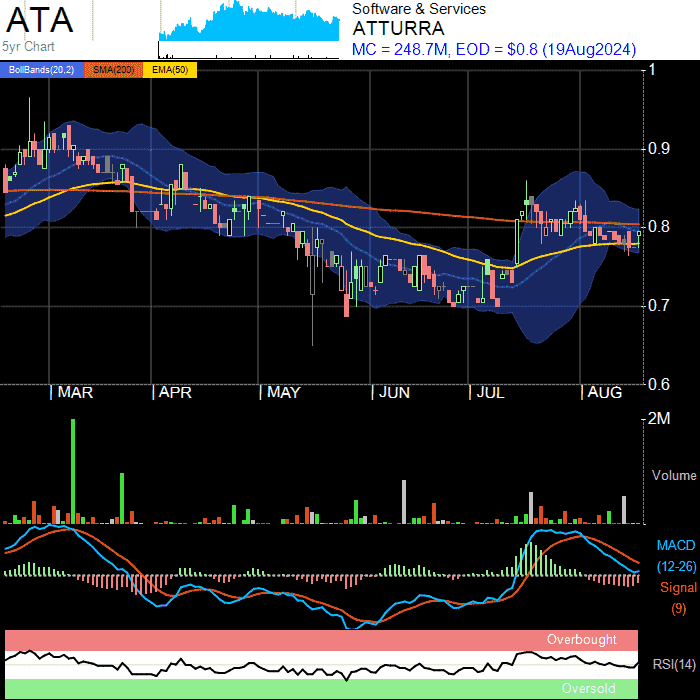 ATA
5yr Chart
Software & Services
ATTURRA
MC = 248.7M, EOD = $0.8 (19Aug2024)
BollBands(20,2) SMA(200) EMA(50)
1
0.9
0.8
0.7
0.6
MAR APR MAY JUN JUL AUG
2M
Volume
MACD
(12-26)
Signal
(9)
Overbought
RSI(14)
Oversold